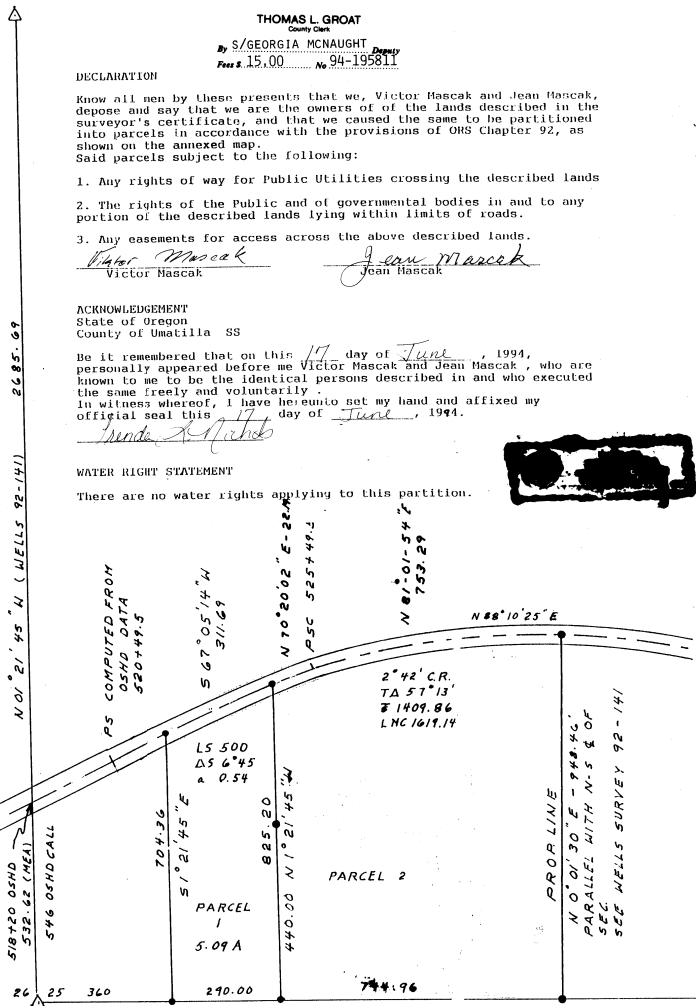 THOMAS L. GROAT
County Clerk
By S/GEORGIA MCNAUGHT Deputy
Fees $ 15.00 No 94-195811
DECLARATION
Know all men by these presents that we, Victor Mascak and Jean Mascak,
depose and say that we are the owners of of the lands described in the
surveyor's certificate, and that we caused the same to be partitioned
into parcels in accordance with the provisions of ORS Chapter 92, as
shown on the annexed map.
Said parcels subject to the following:
1. Any rights of way for Public Utilities crossing the described lands
2. The rights of the Public and of governmental bodies in and to any
portion of the described lands lying within limits of roads.
3. Any easements for access across the above described lands.
Victor Mascak Jean Mascak
Victor Mascak Jean Mascak
ACKNOWLEDGEMENT
State of Oregon
County of Umatilla SS
Be it remembered that on this 17 day of June , 1994,
personally appeared before me Victor Mascak and Jean Mascak , who are
known to me to be the identical persons described in and who executed
the same freely and voluntarily .
In witness whereof, I have hereunto set my hand and affixed my
official seal this 17 day of June , 1994.
WATER RIGHT STATEMENT
There are no water rights applying to this partition.
N 01° 21' 45" W (WELLS 92-141) 2685.69
PS COMPUTED FROM
OSHD DATA
520+49.5
S 67° 05' 14" W
311.69
N 70° 20' 02" E - 22.
PSC 525+49.5
N 81°-01-54"E
753.29
N 88° 10' 25" E
2° 42' C.R.
TΔ 57° 13'
T 1409.86
LNC 1619.14
LS 500
ΔS 6° 45
a 0.54
518+20 OSHD
532.62 (MEA)
546 OSHD CALL
704.36
S 1° 21' 45" E
825.20
440.00 N 1° 21' 45" W
PARCEL
1
5.09 A
PARCEL 2
PROP. LINE
N 0° 01' 30" E - 948.46'
PARALLEL WITH N-S ¢ OF
SEC.
SEE WELLS SURVEY 92-141
26 25 360 290.00 744.96